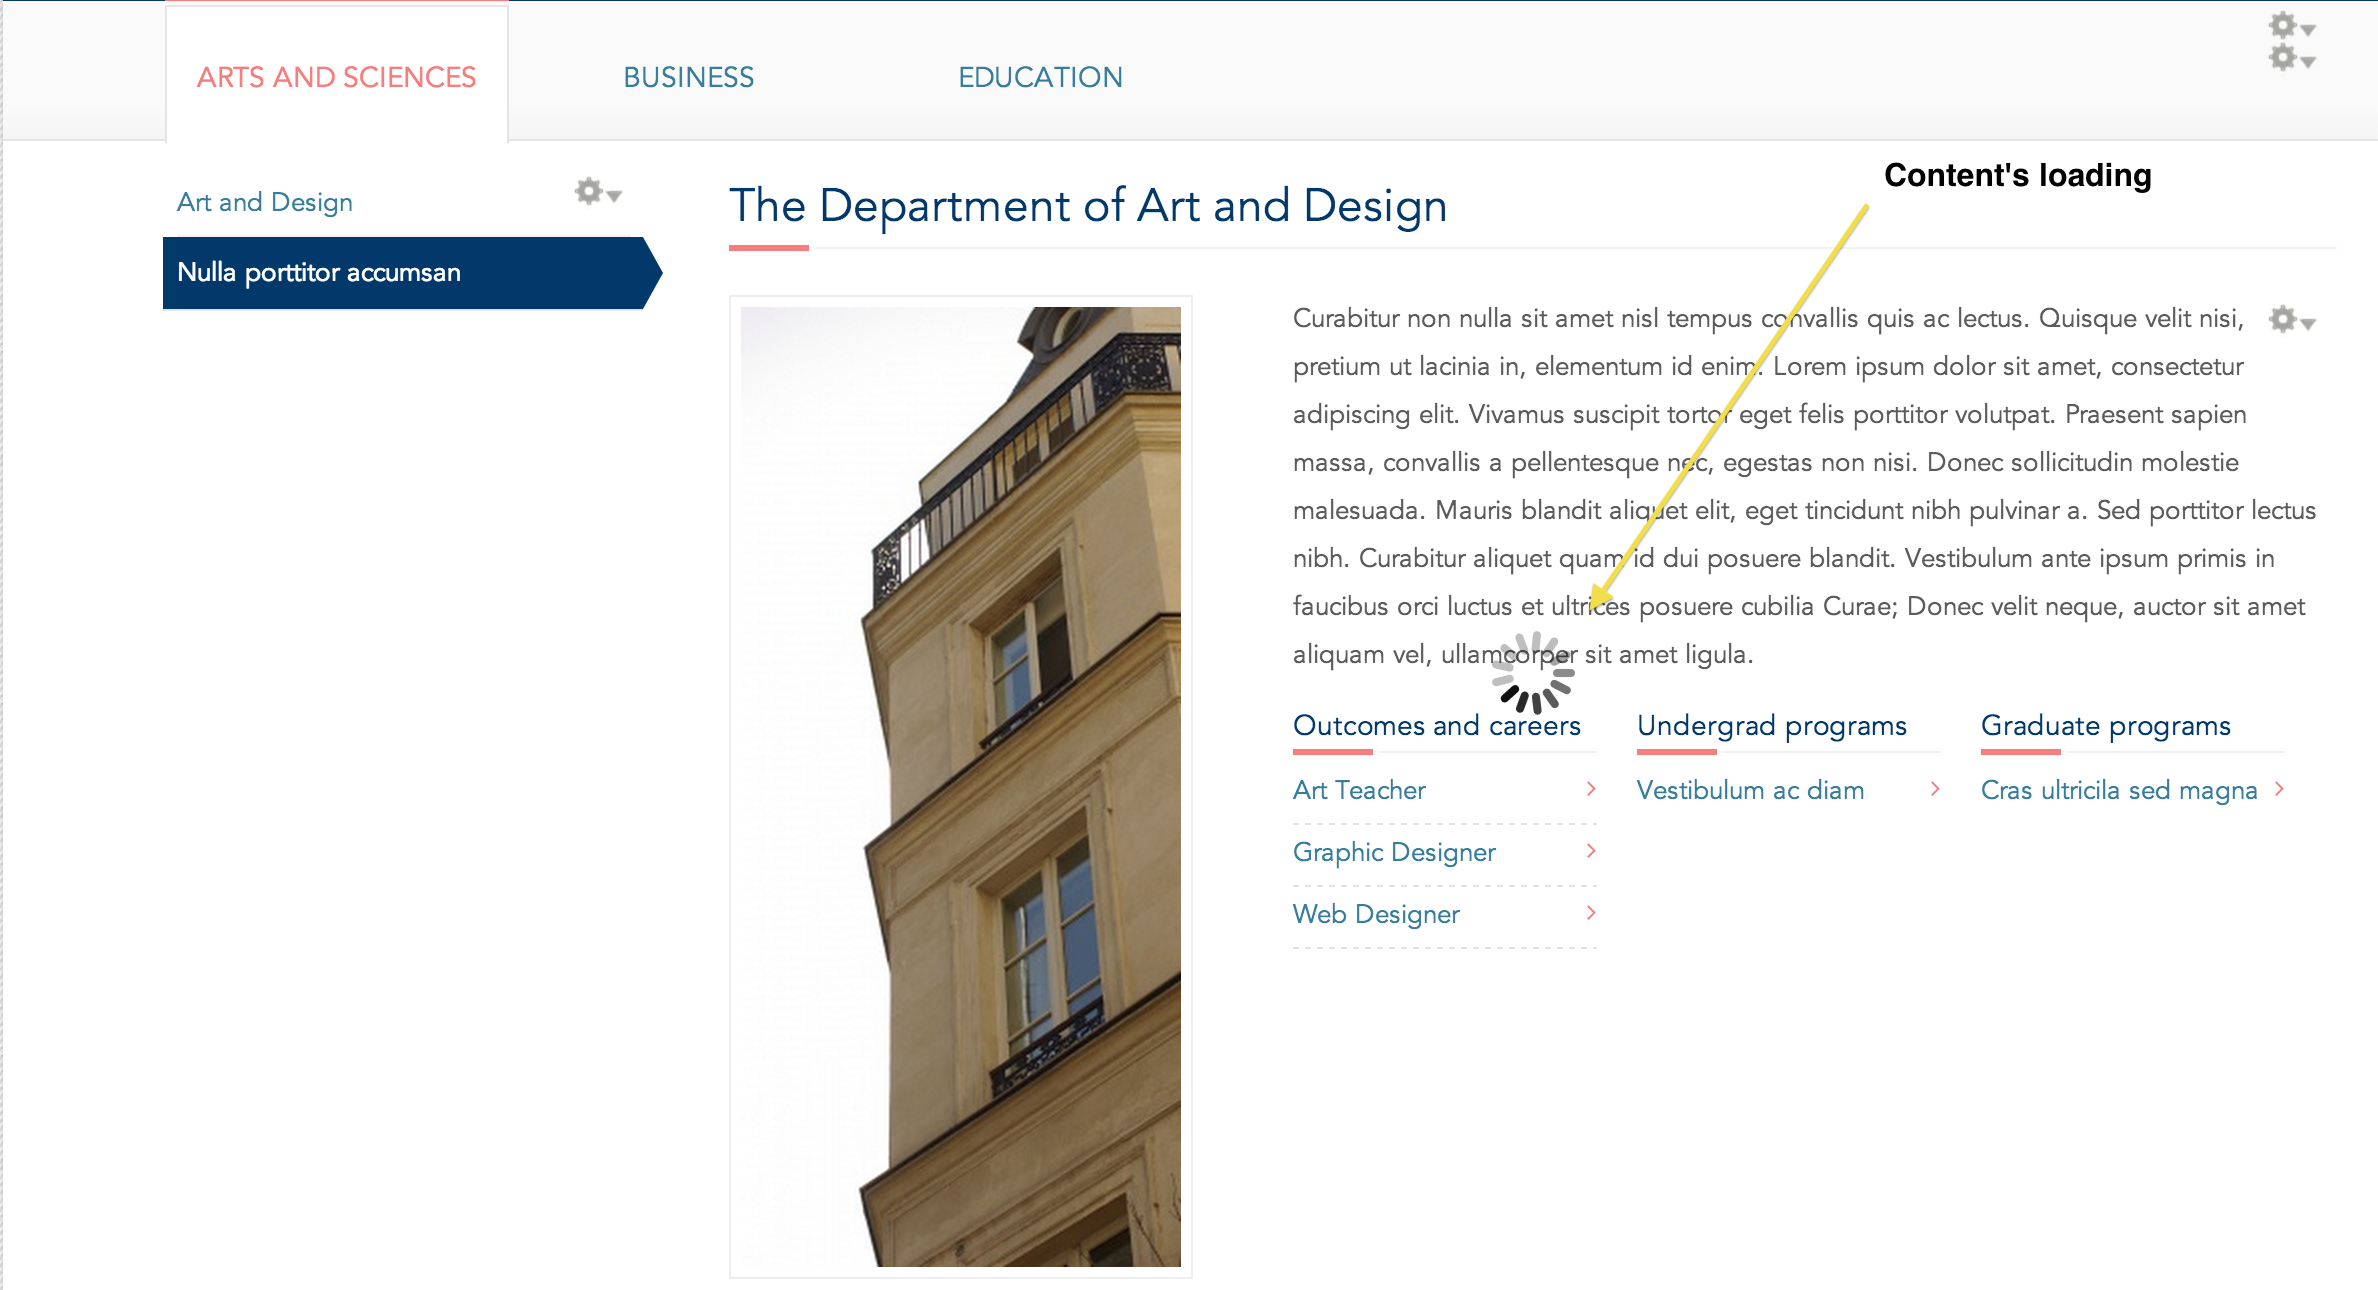 ARTS AND SCIENCES
BUSINESS
EDUCATION
Content's loading
Art and Design
Nulla porttitor accumsan
The Department of Art and Design
Curabitur non nulla sit amet nisl tempus convallis quis ac lectus. Quisque velit nisi,
pretium ut lacinia in, elementum id enim. Lorem ipsum dolor sit amet, consectetur
adipiscing elit. Vivamus suscipit tortor eget felis porttitor volutpat. Praesent sapien
massa, convallis a pellentesque nec, egestas non nisi. Donec sollicitudin molestie
malesuada. Mauris blandit aliquet elit, eget tincidunt nibh pulvinar a. Sed porttitor lectus
nibh. Curabitur aliquet quam id dui posuere blandit. Vestibulum ante ipsum primis in
faucibus orci luctus et ultrices posuere cubilia Curae; Donec velit neque, auctor sit amet
aliquam vel, ullamcorper sit amet ligula.
Outcomes and careers
Art Teacher
Graphic Designer
Web Designer
Undergrad programs
Vestibulum ac diam
Graduate programs
Cras ultricila sed magna